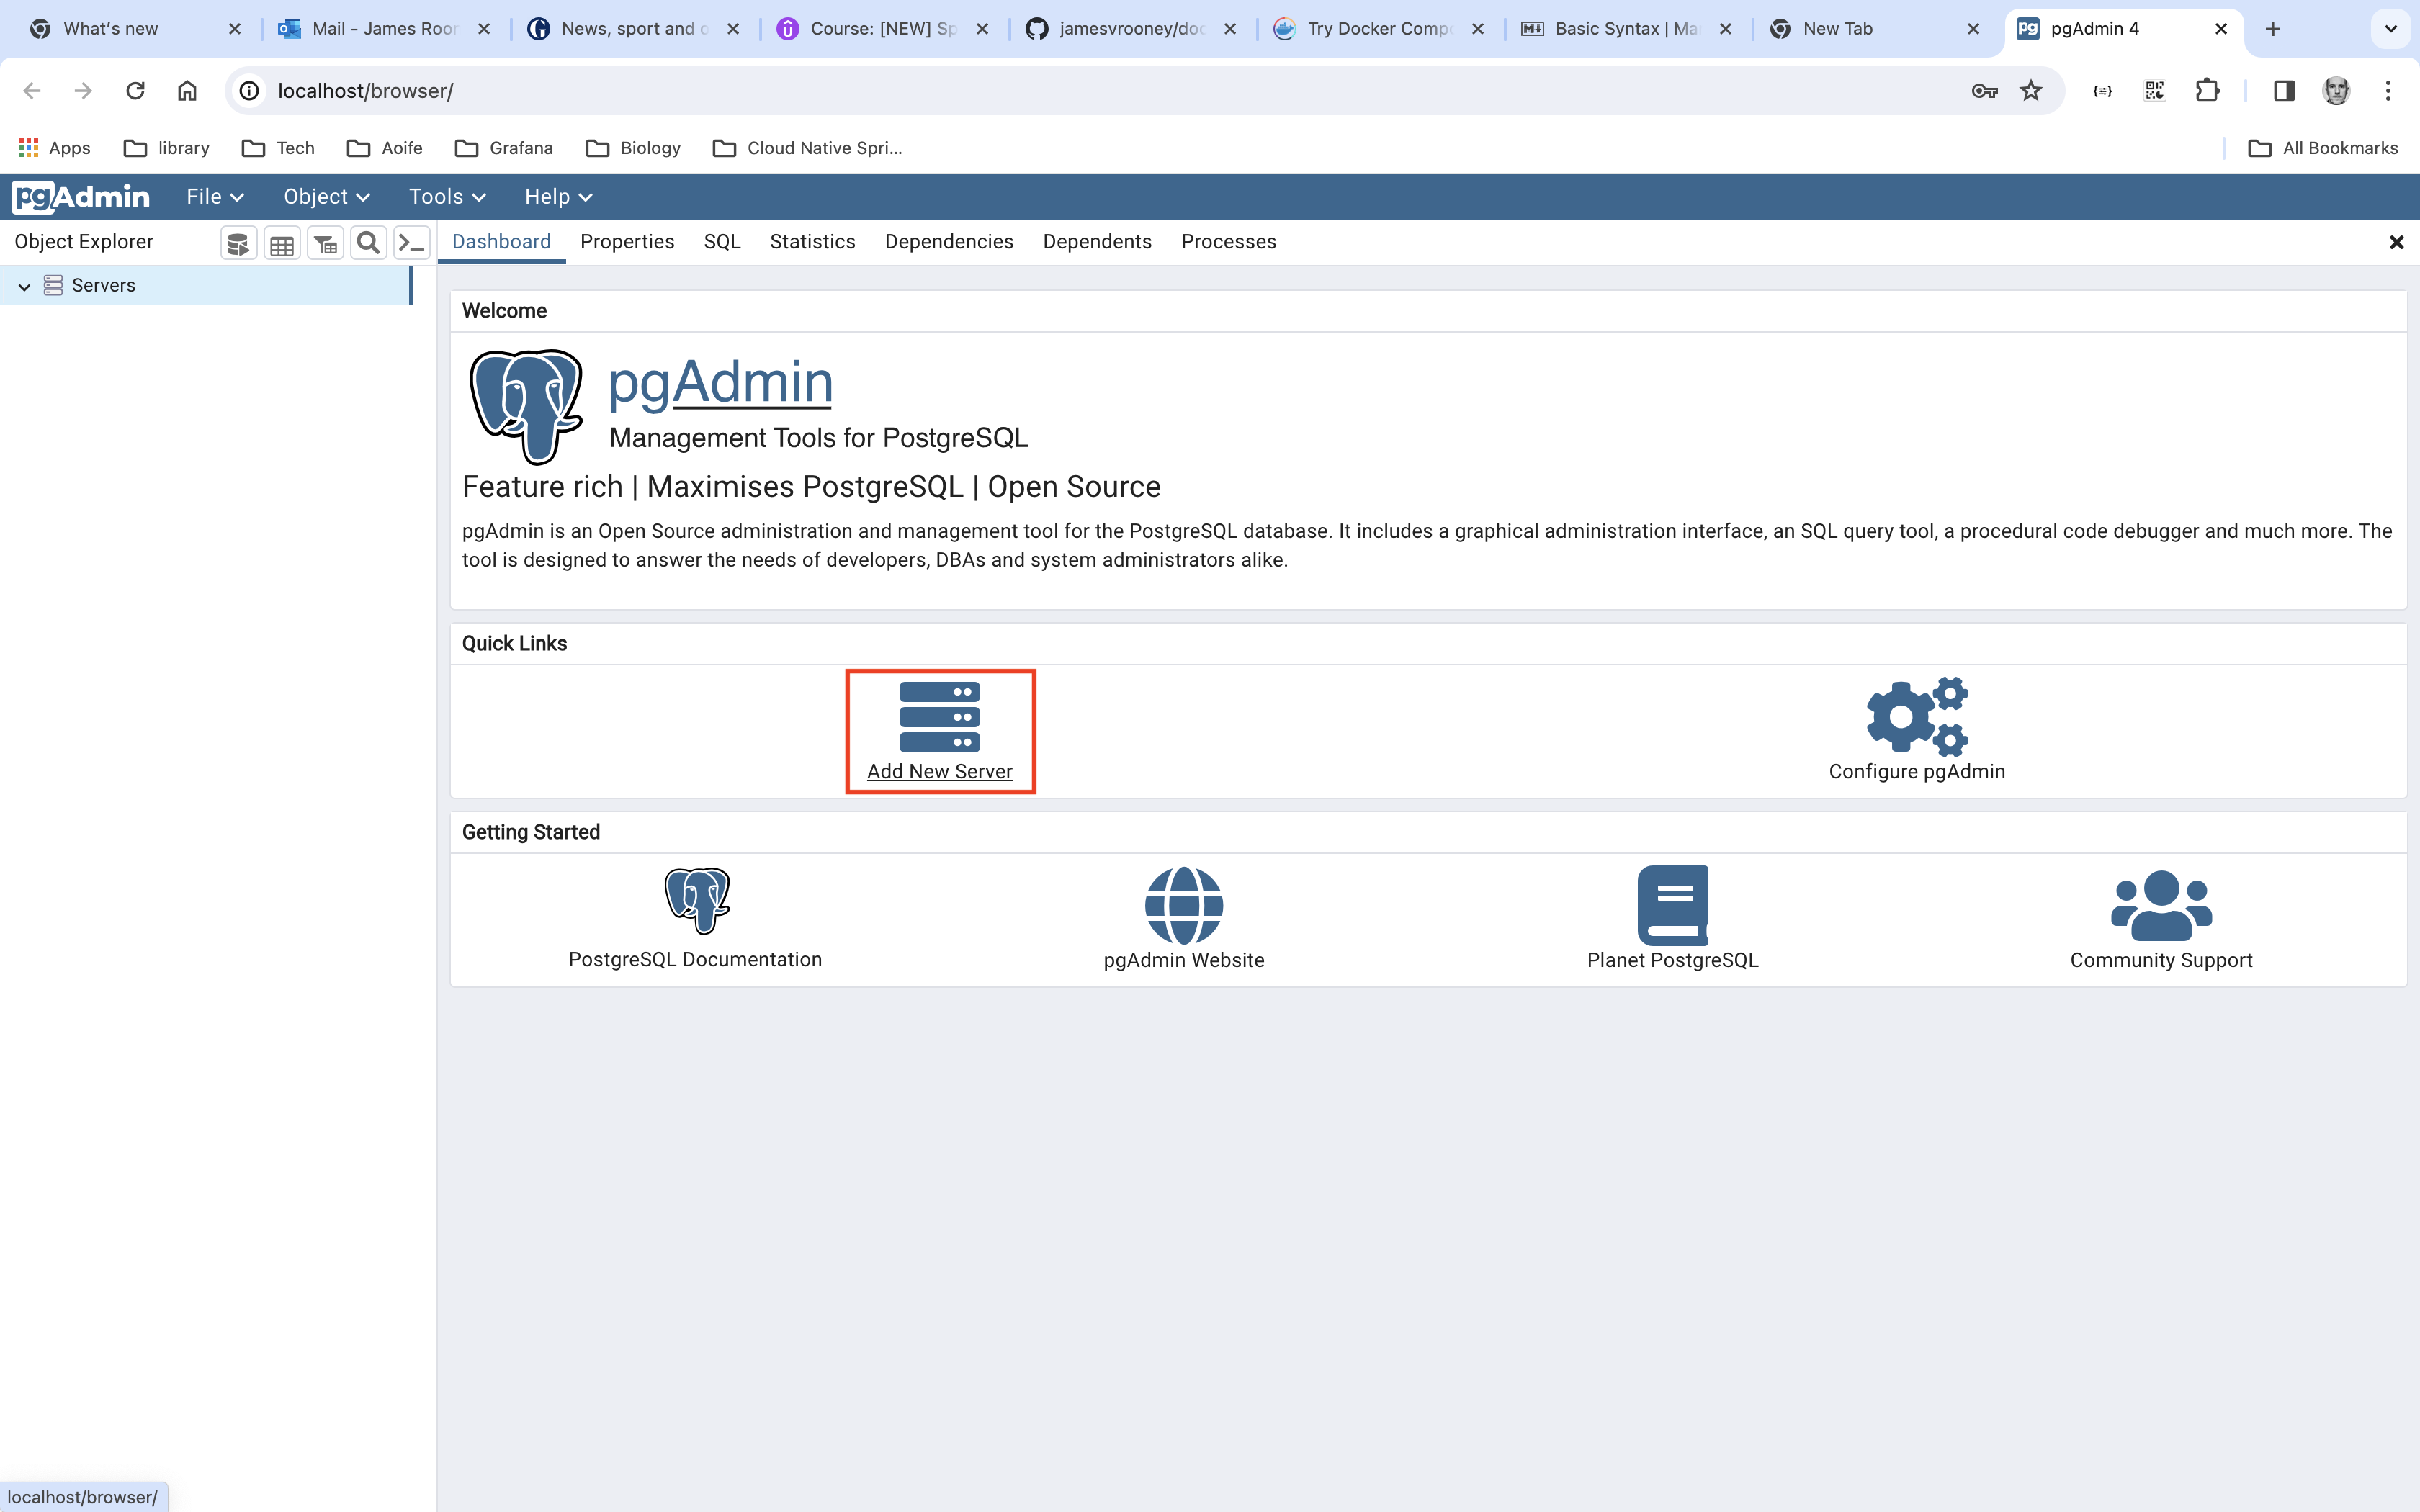 What's new
Mail - James Roor
News, sport and o
Course: [NEW] Sp
jamesvrooney/doc
Try Docker Compo
Basic Syntax | Mar
New Tab
pgAdmin 4
localhost/browser/
Apps
library
Tech
Aoife
Grafana
Biology
Cloud Native Spri...
All Bookmarks
pgAdmin
File
Object
Tools
Help
Object Explorer
Dashboard
Properties
SQL
Statistics
Dependencies
Dependents
Processes
Servers
Welcome
pgAdmin
Management Tools for PostgreSQL
Feature rich | Maximises PostgreSQL | Open Source
pgAdmin is an Open Source administration and management tool for the PostgreSQL database. It includes a graphical administration interface, an SQL query tool, a procedural code debugger and much more. The
tool is designed to answer the needs of developers, DBAs and system administrators alike.
Quick Links
Add New Server
Configure pgAdmin
Getting Started
PostgreSQL Documentation
pgAdmin Website
Planet PostgreSQL
Community Support
localhost/browser/